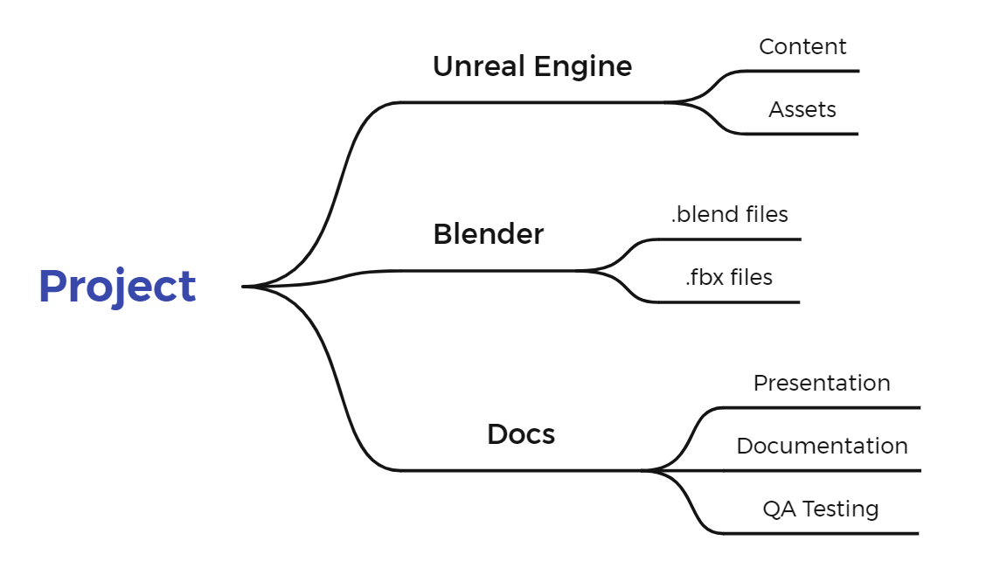 Project
Unreal Engine
Content
Assets
Blender
.blend files
.fbx files
Docs
Presentation
Documentation
QA Testing